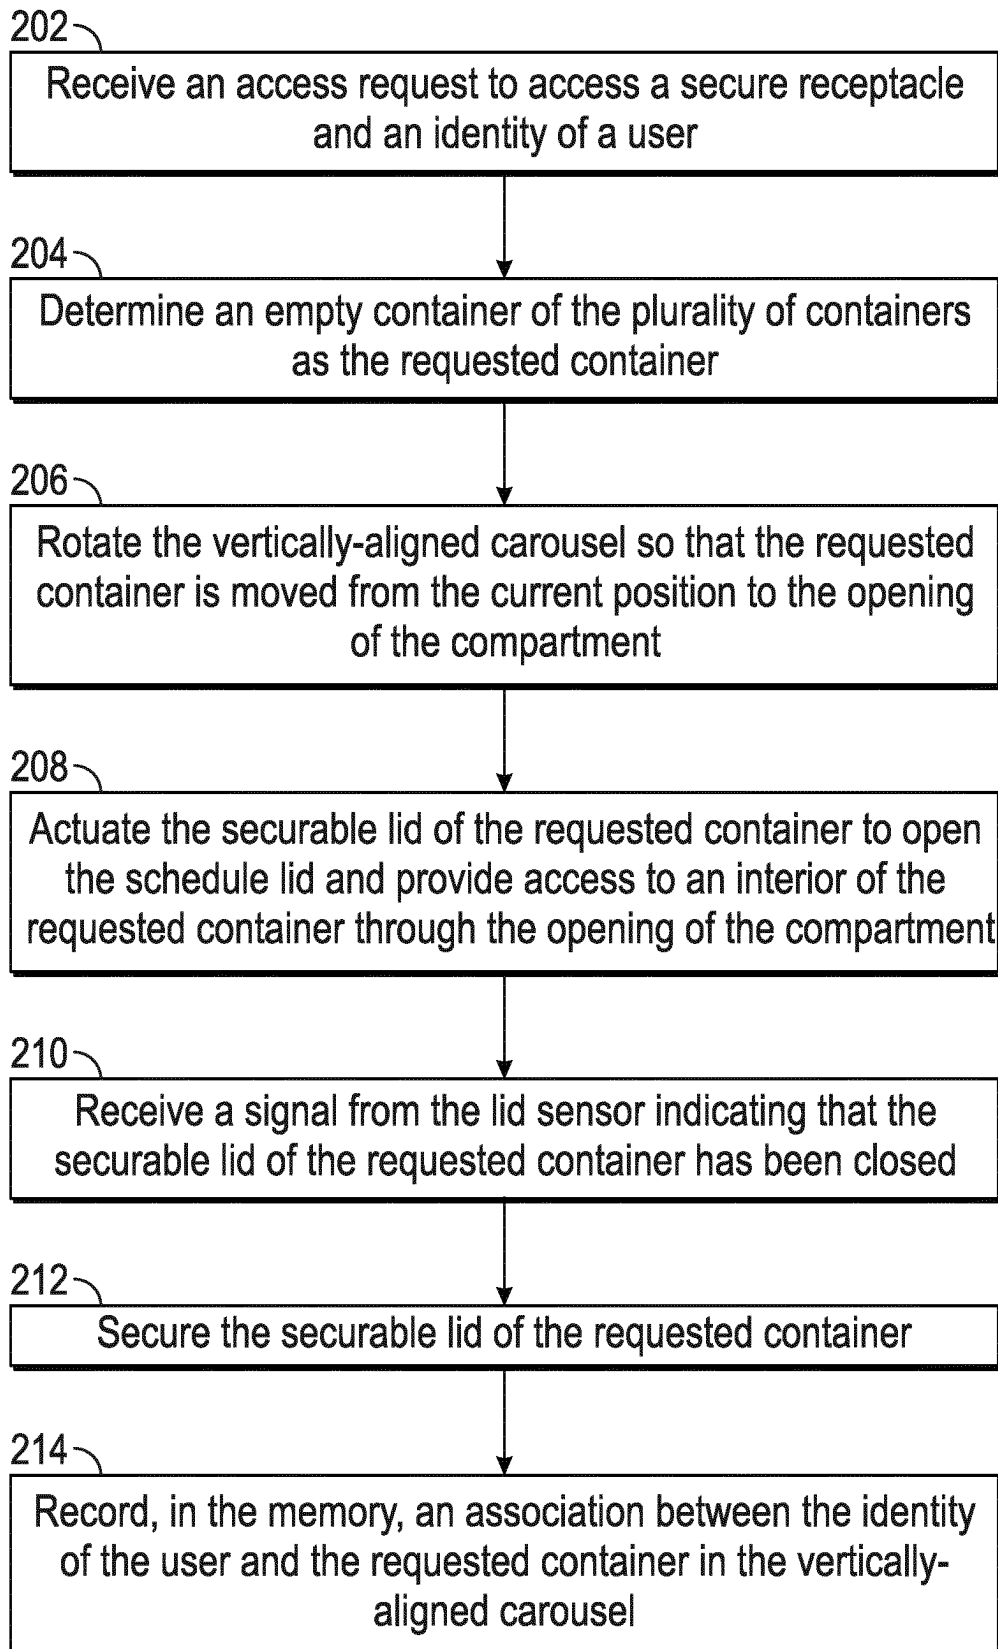 202
Receive an access request to access a secure receptacle
and an identity of a user
204
Determine an empty container of the plurality of containers
as the requested container
206
Rotate the vertically-aligned carousel so that the requested
container is moved from the current position to the opening
of the compartment
208
Actuate the securable lid of the requested container to open
the schedule lid and provide access to an interior of the
requested container through the opening of the compartment
210
Receive a signal from the lid sensor indicating that the
securable lid of the requested container has been closed
212
Secure the securable lid of the requested container
214
Record, in the memory, an association between the identity
of the user and the requested container in the vertically-
aligned carousel